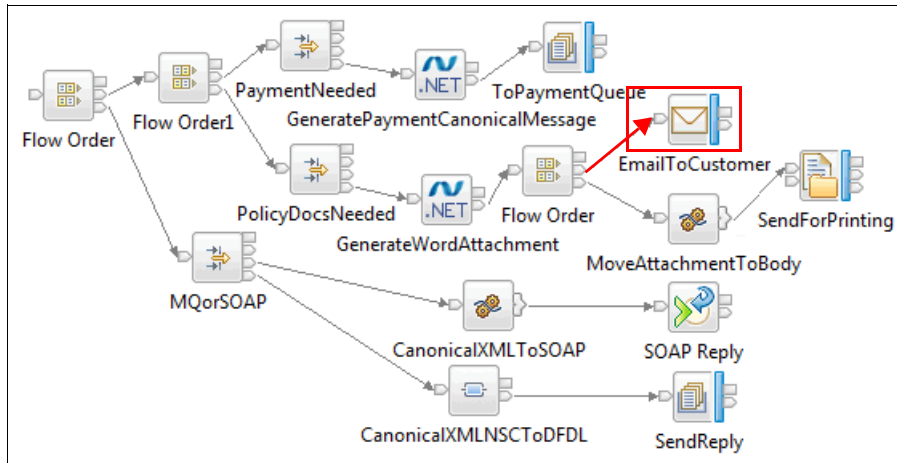 PaymentNeeded
.NET
ToPaymentQueue
Flow Order
Flow Order1
GeneratePaymentCanonicalMessage
EmailToCustomer
PolicyDocsNeeded
.NET
Flow Order
SendForPrinting
GenerateWordAttachment
MoveAttachmentToBody
MQorSOAP
CanonicalXMLToSOAP
SOAP Reply
CanonicalXMLNSCToDFDL
SendReply